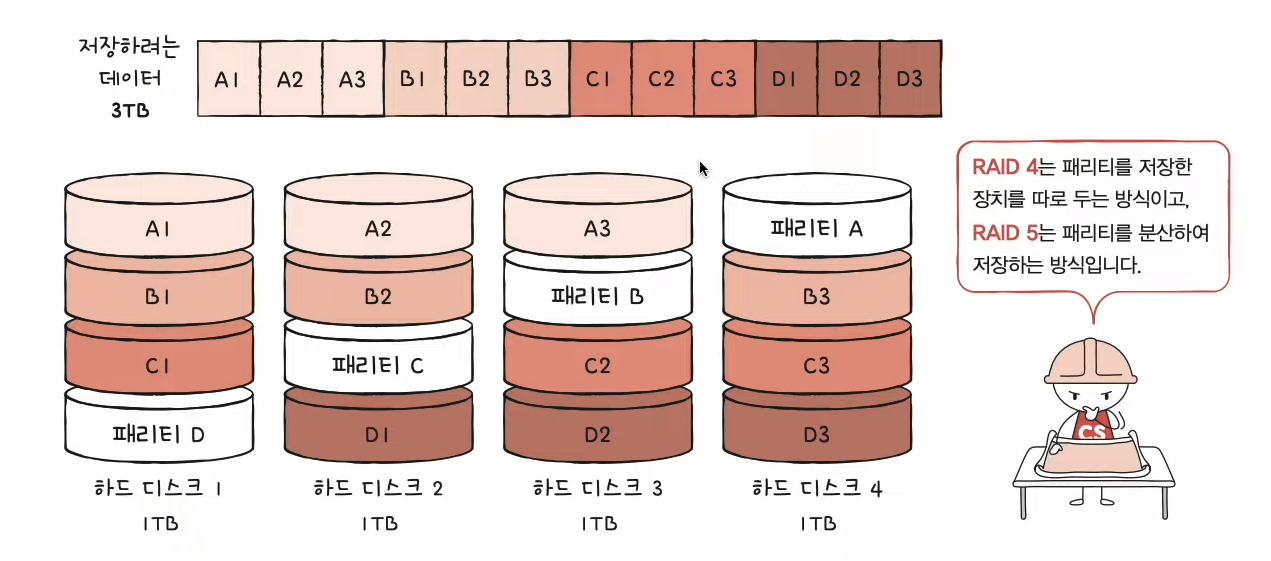 저장하려는
데이터
3TB
A1 A2 A3 B1 B2 B3 C1 C2 C3 D1 D2 D3
A1 A2 A3 패리티 A
B1 B2 패리티 B B3
C1 패리티 C C2 C3
패리티 D D1 D2 D3
하드 디스크 1 하드 디스크 2 하드 디스크 3 하드 디스크 4
1TB 1TB 1TB 1TB
RAID 4는 패리티를 저장한
장치를 따로 두는 방식이고,
RAID 5는 패리티를 분산하여
저장하는 방식입니다.
CS